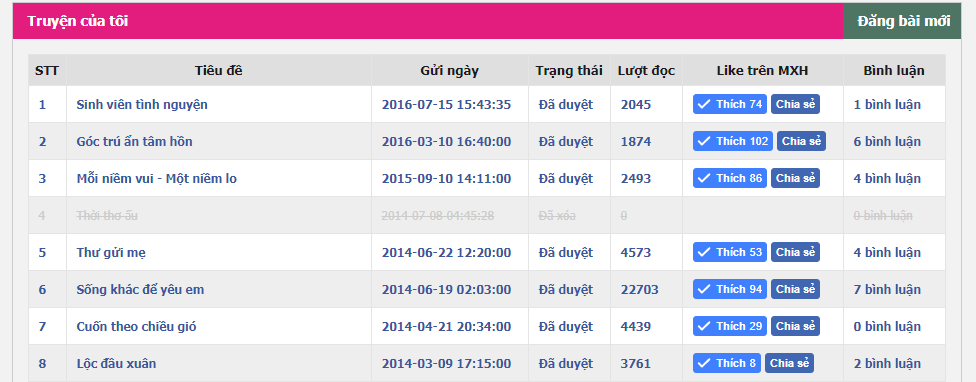 Truyện của tôi Đăng bài mới
STT Tiêu đề Gửi ngày Trạng thái Lượt đọc Like trên MXH Bình luận
1 Sinh viên tình nguyện 2016-07-15 15:43:35 Đã duyệt 2045 Thích 74 Chia sẻ 1 bình luận
2 Góc trú ẩn tâm hồn 2016-03-10 16:40:00 Đã duyệt 1874 Thích 102 Chia sẻ 6 bình luận
3 Mỗi niềm vui - Một niềm lo 2015-09-10 14:11:00 Đã duyệt 2493 Thích 86 Chia sẻ 4 bình luận
4 Thời thơ ấu 2014-07-08 04:45:28 Đã xóa 0 0 bình luận
5 Thư gửi mẹ 2014-06-22 12:20:00 Đã duyệt 4573 Thích 53 Chia sẻ 4 bình luận
6 Sống khác để yêu em 2014-06-19 02:03:00 Đã duyệt 22703 Thích 94 Chia sẻ 7 bình luận
7 Cuốn theo chiều gió 2014-04-21 20:34:00 Đã duyệt 4439 Thích 29 Chia sẻ 0 bình luận
8 Lộc đầu xuân 2014-03-09 17:15:00 Đã duyệt 3761 Thích 8 Chia sẻ 2 bình luận